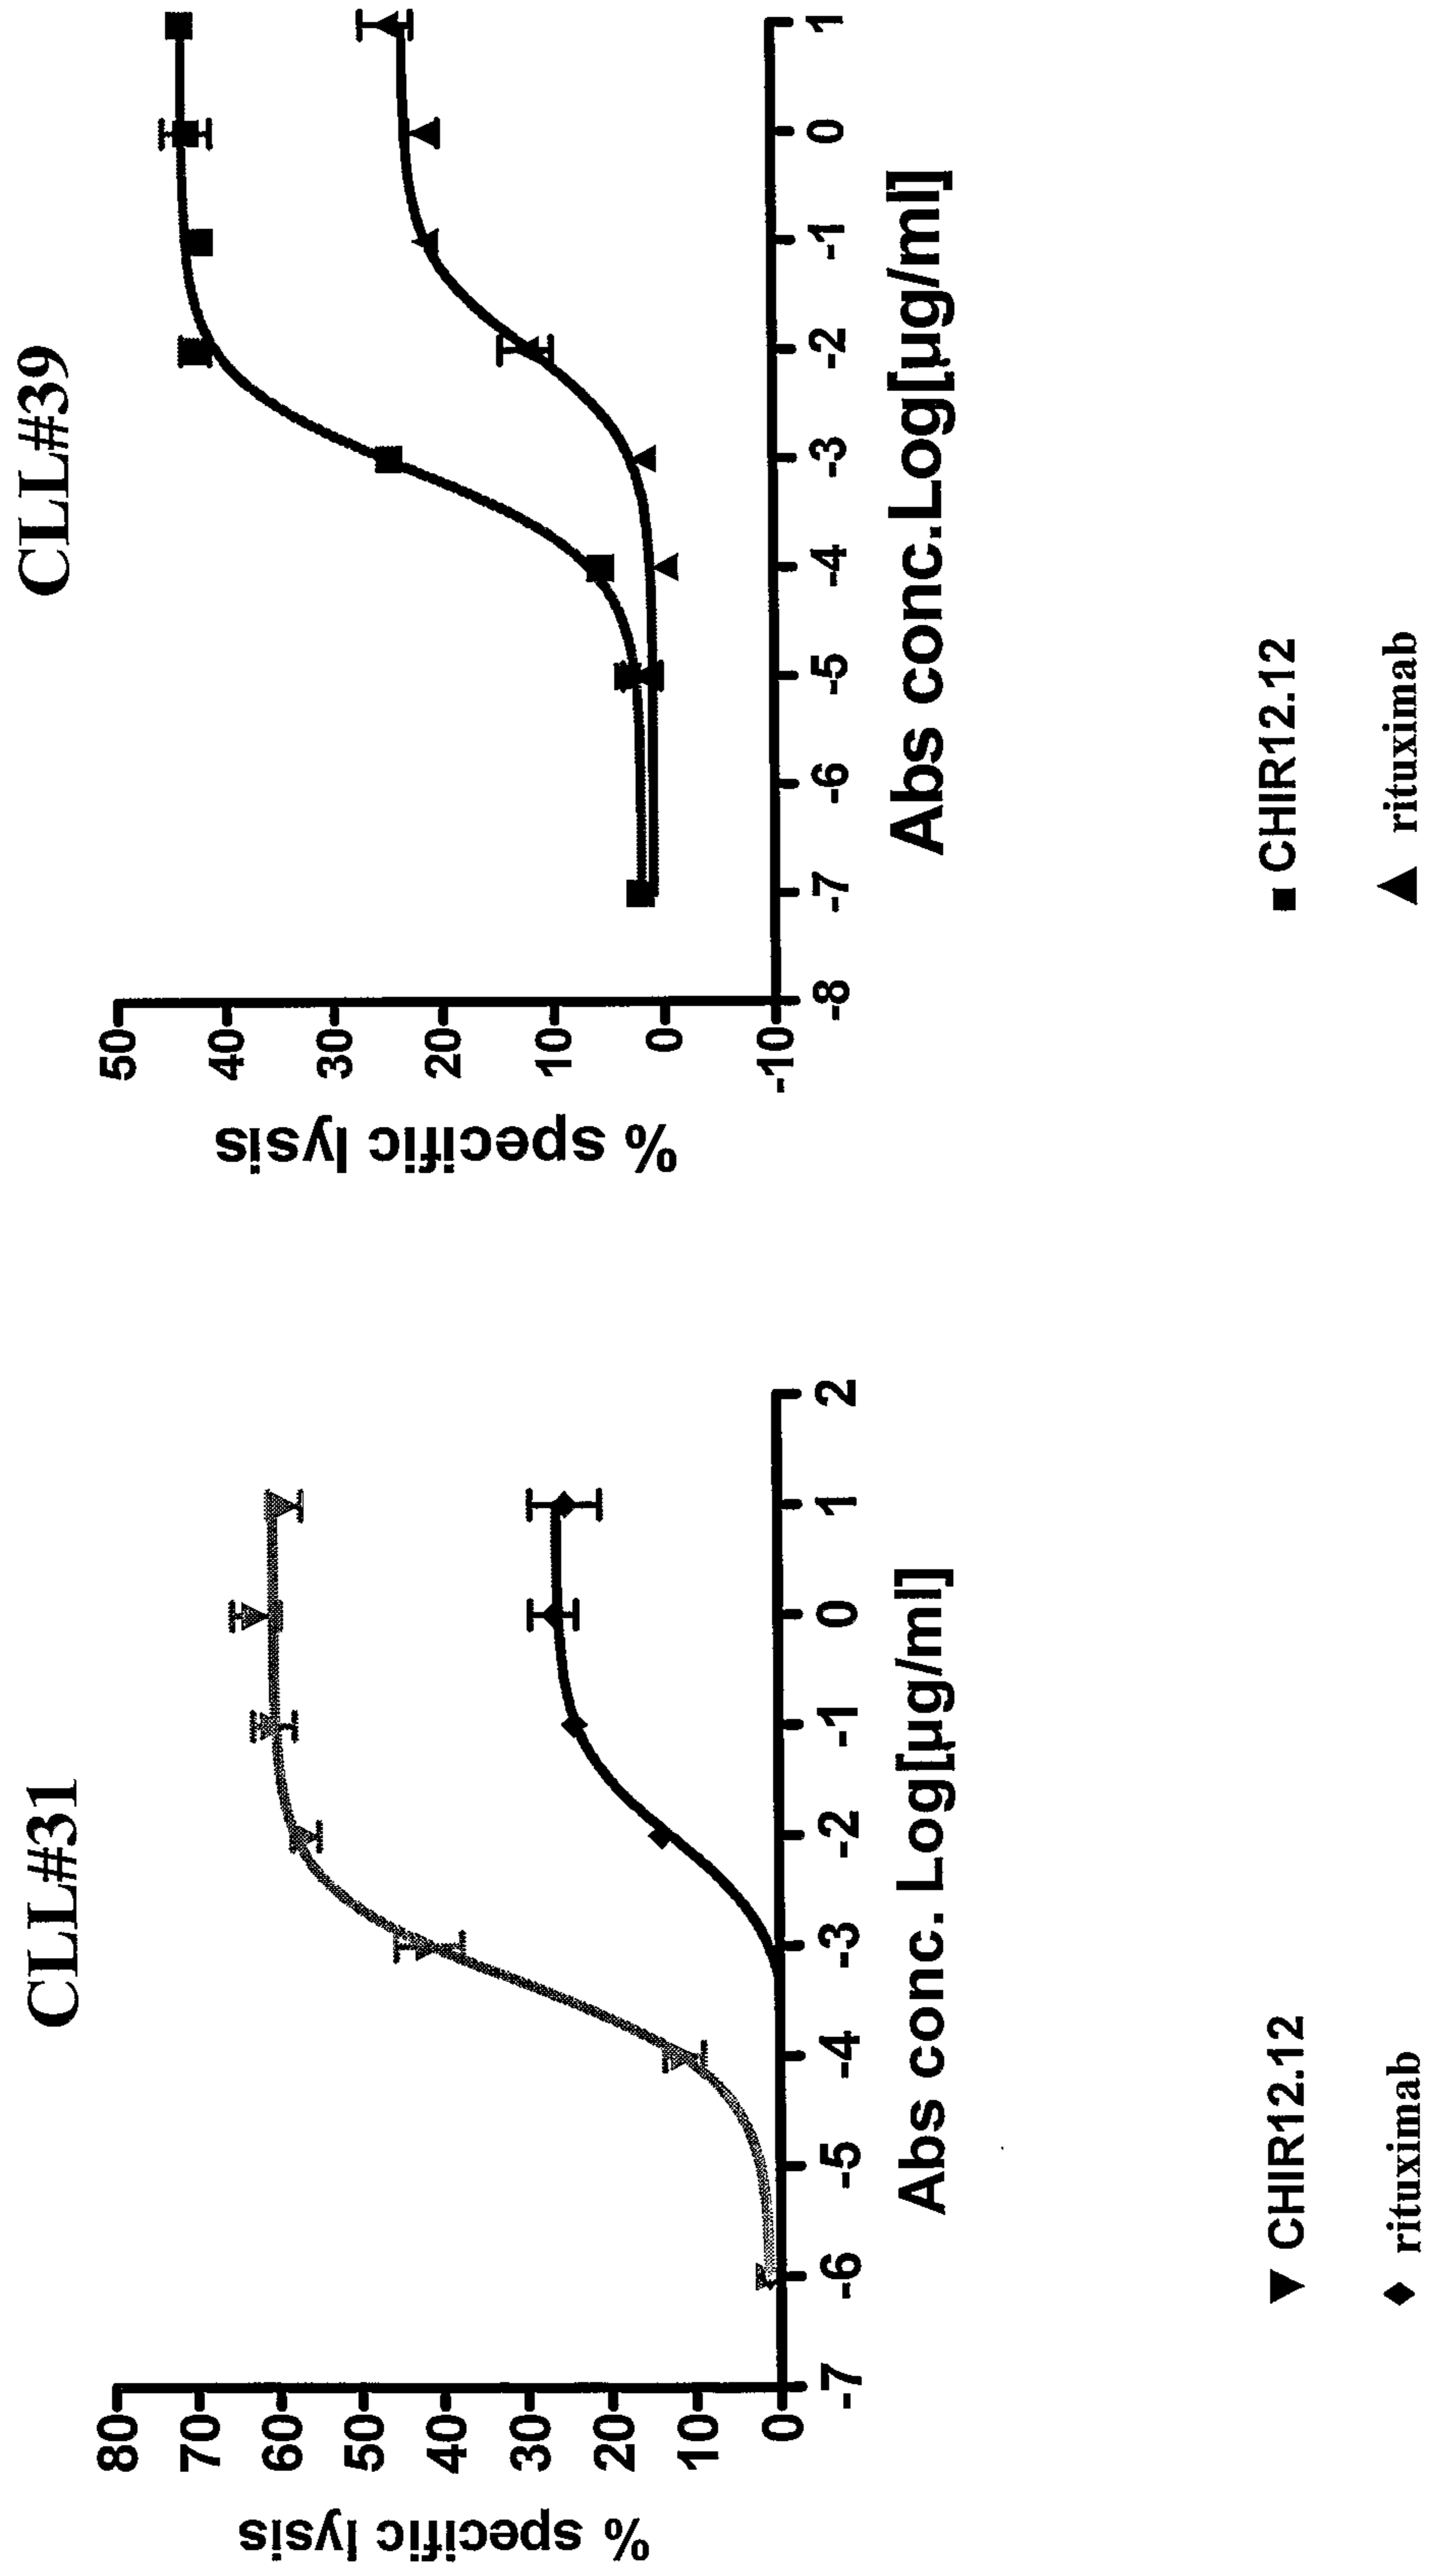 CLL#31
% specific lysis
80
70
60
50
40
30
20
10
0
-7 -6 -5 -4 -3 -2 -1 0 1 2
Abs conc. Log[µg/ml]
▼ CHIR12.12
◆ rituximab
CLL#39
% specific lysis
50
40
30
20
10
0
-10
-8 -7 -6 -5 -4 -3 -2 -1 0 1
Abs conc.Log[µg/ml]
■ CHIR12.12
▲ rituximab